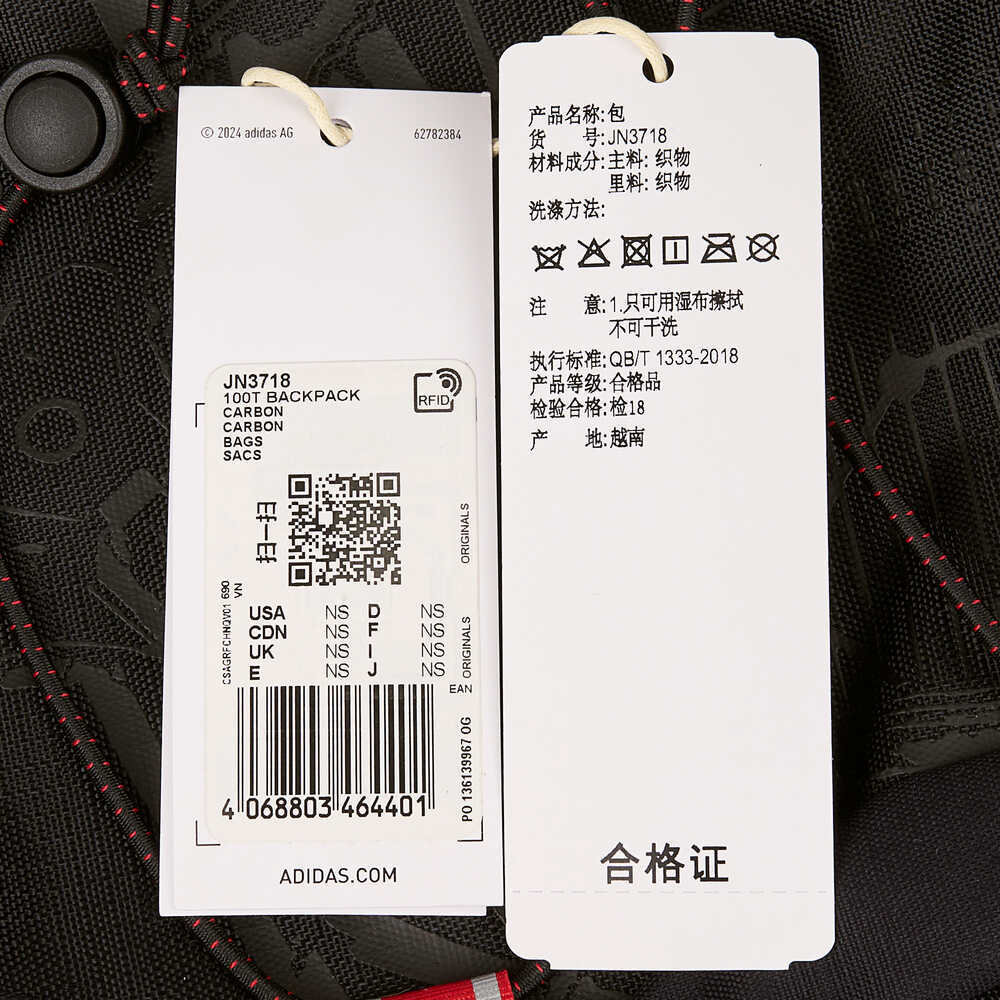 © 2024 adidas AG
62782384
JN3718
100T BACKPACK
CARBON
CARBON
BAGS
SACS
RFID
扫一扫
ORIGINALS
ORIGINALS
CSAGRFCHNQV01 690
VN
USA NS D NS
CDN NS F NS
UK NS I NS
E NS J NS
EAN
PO 136139967 OG
4 068803 464401
ADIDAS.COM
产品名称:包
货 号:JN3718
材料成分:主料: 织物
里料: 织物
洗涤方法:
注 意:1.只可用湿布擦拭
不可干洗
执行标准:QB/T 1333-2018
产品等级:合格品
检验合格:检18
产 地:越南
合格证